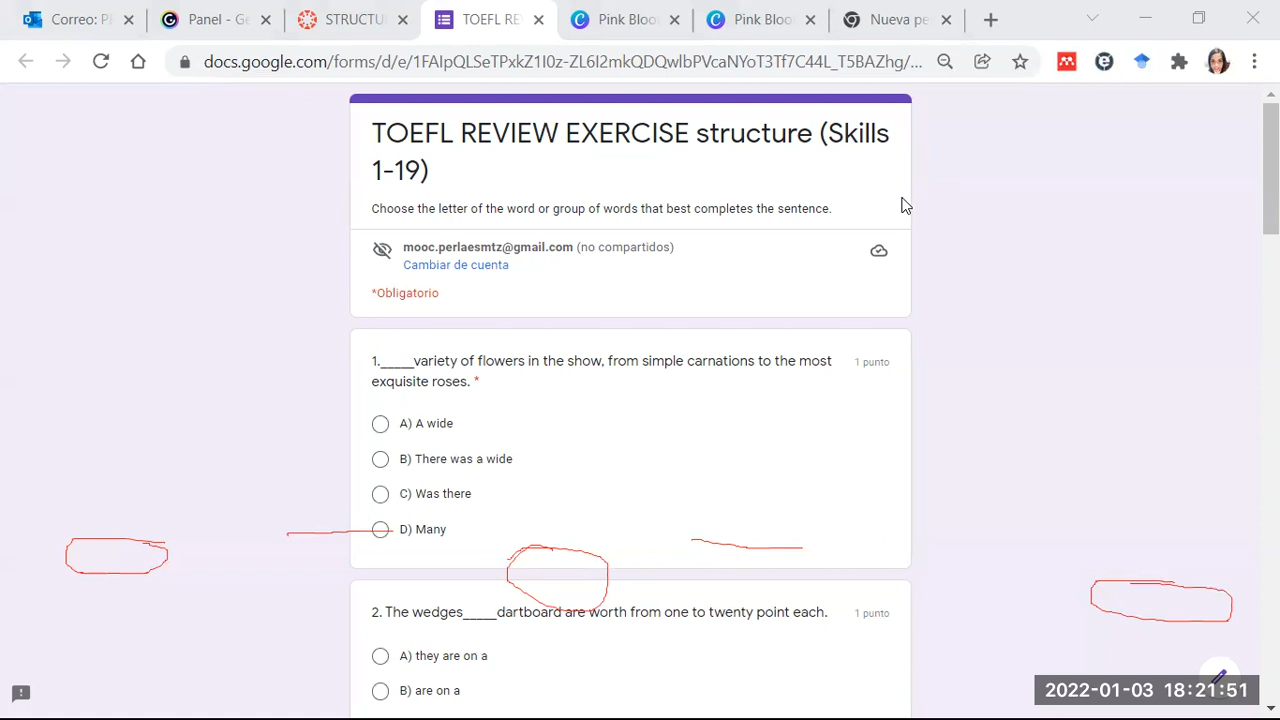 Correo: P
Panel - Ge
STRUCTU
TOEFL RE
Pink Bloo
Pink Bloo
Nueva pe
docs.google.com/forms/d/e/1FAIpQLSeTPxkZ1I0z-ZL6I2mkQDQwlbPVcaNYoT3Tf7C44L_T5BAZhg/...
TOEFL REVIEW EXERCISE structure (Skills
1-19)
Choose the letter of the word or group of words that best completes the sentence.
mooc.perlaesmtz@gmail.com (no compartidos)
Cambiar de cuenta
*Obligatorio
1._____variety of flowers in the show, from simple carnations to the most
exquisite roses. *
1 punto
A) A wide
B) There was a wide
C) Was there
D) Many
2. The wedges_____dartboard are worth from one to twenty point each.
1 punto
A) they are on a
B) are on a
2022-01-03 18:21:51